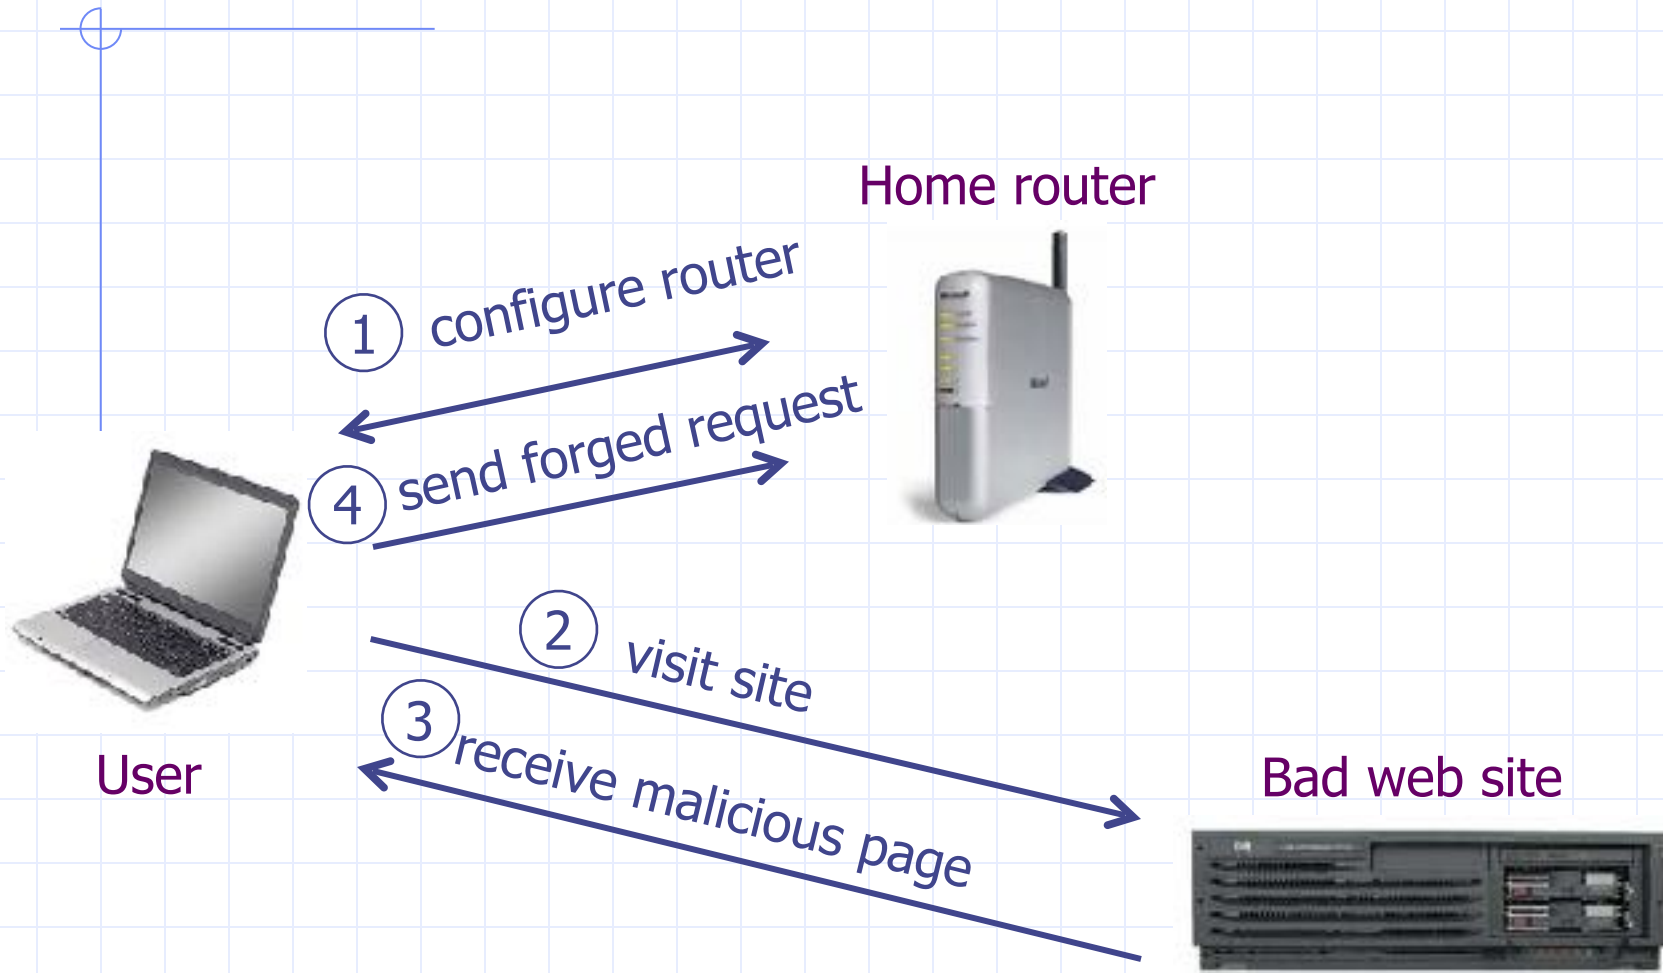 Home router
1 configure router
4 send forged request
2 visit site
3 receive malicious page
User
Bad web site